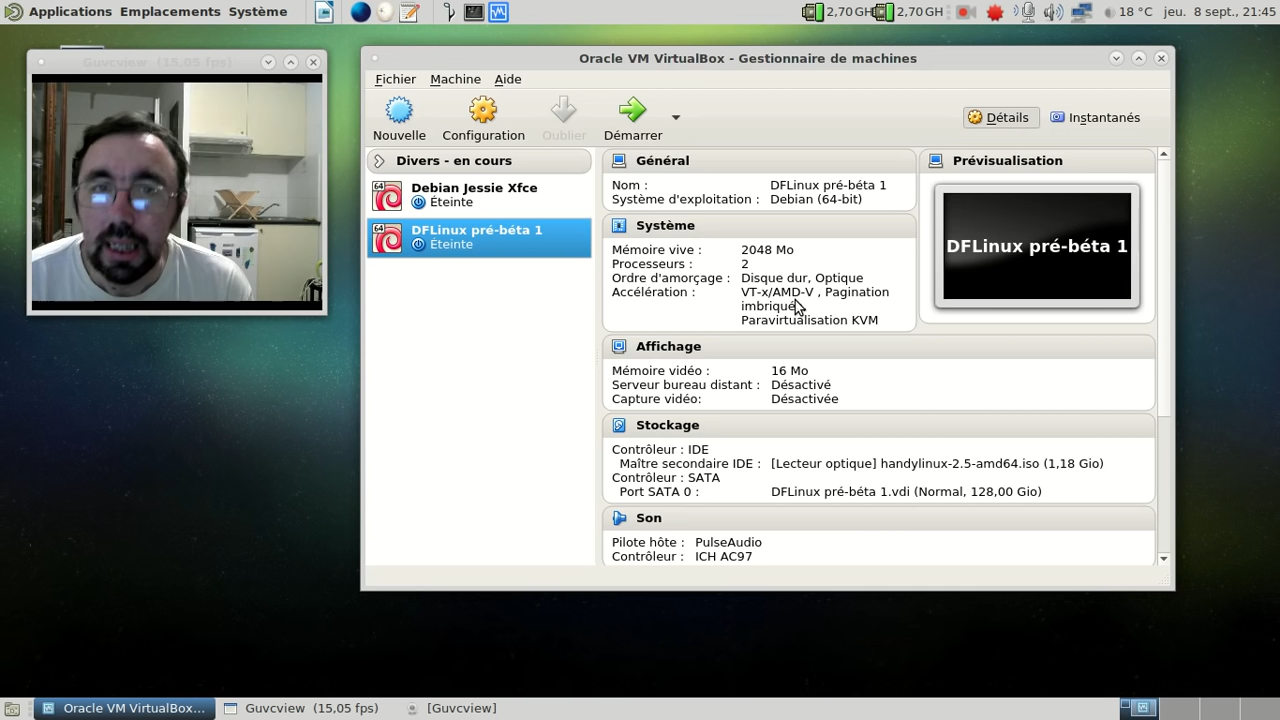 Applications Emplacements Système 2,70 GH 2,70 GH 18 °C jeu. 3 sept., 21:45
Guvcview (15,05 fps)
Oracle VM VirtualBox - Gestionnaire de machines
Fichier Machine Aide
Nouvelle Configuration Oublier Démarrer Détails Instantanés
Divers - en cours
64 Debian Jessie Xfce
Éteinte
64 DFLinux pré-béta 1
Éteinte
Général
Nom : DFLinux pré-béta 1
Système d'exploitation : Debian (64-bit)
Système
Mémoire vive : 2048 Mo
Processeurs : 2
Ordre d'amorçage : Disque dur, Optique
Accélération : VT-x/AMD-V , Pagination
imbriquée
Paravirtualisation KVM
Prévisualisation
DFLinux pré-béta 1
Affichage
Mémoire vidéo : 16 Mo
Serveur bureau distant : Désactivé
Capture vidéo: Désactivée
Stockage
Contrôleur : IDE
Maître secondaire IDE : [Lecteur optique] handylinux-2.5-amd64.iso (1,18 Gio)
Contrôleur : SATA
Port SATA 0 : DFLinux pré-béta 1.vdi (Normal, 128,00 Gio)
Son
Pilote hôte : PulseAudio
Contrôleur : ICH AC97
Oracle VM VirtualBox... Guvcview (15,05 fps) [Guvcview]